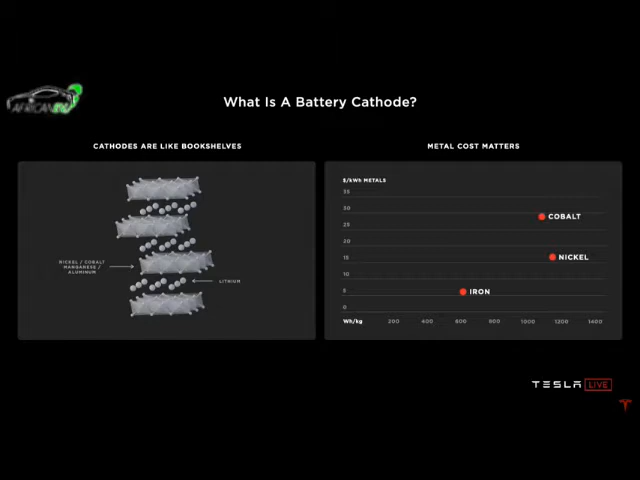 AFRICAN
What Is A Battery Cathode?
CATHODES ARE LIKE BOOKSHELVES
NICKEL / COBALT
MANGANESE /
ALUMINUM
LITHIUM
METAL COST MATTERS
$/kWh METALS
35
30
25
20
15
10
5
0
COBALT
NICKEL
IRON
Wh/kg 200 400 600 800 1000 1200 1400
TESLA LIVE